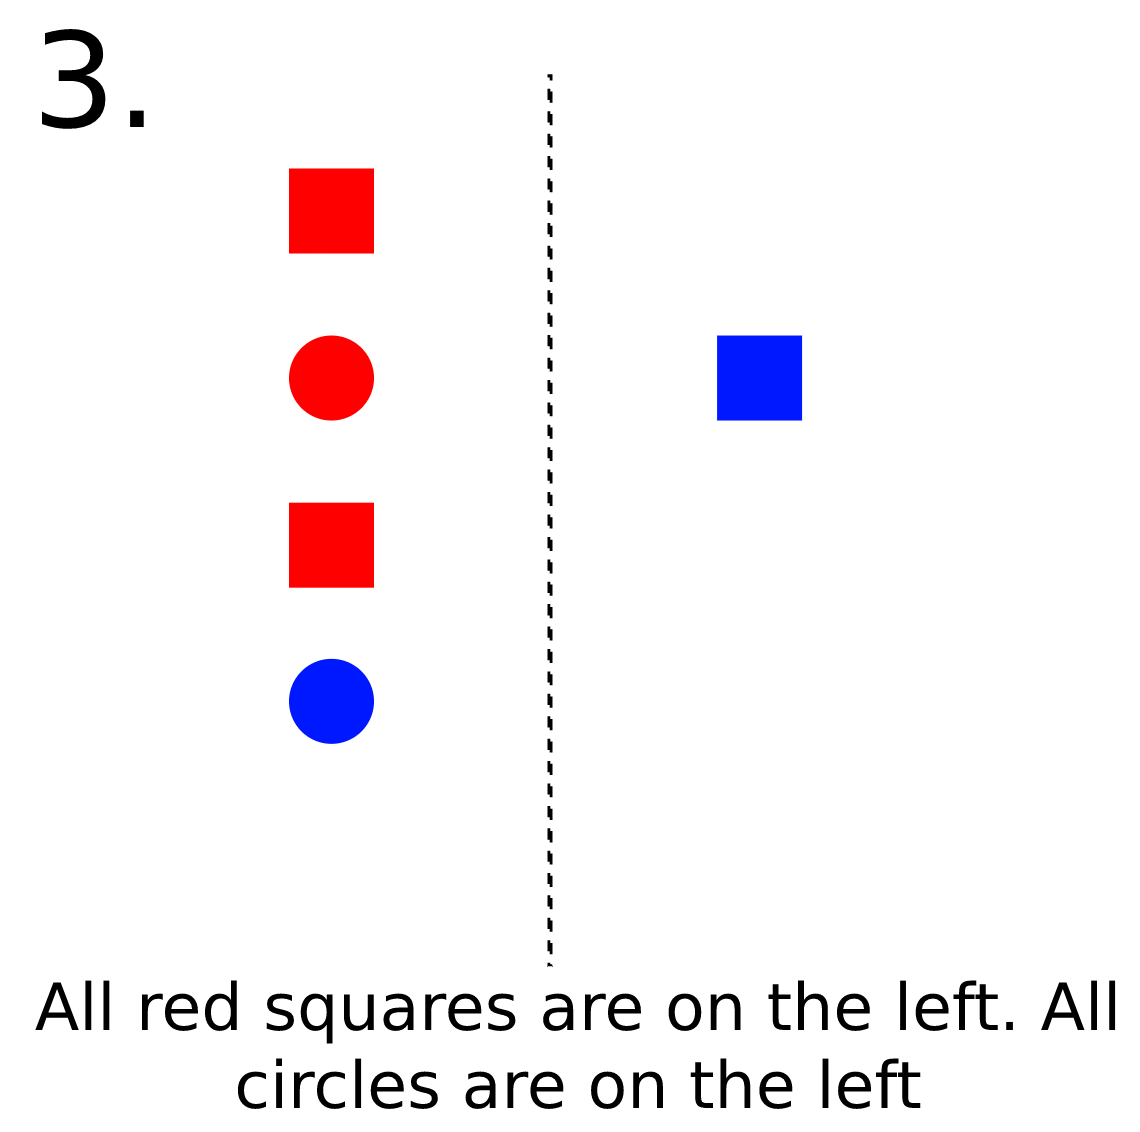 3.
All red squares are on the left. All
circles are on the left